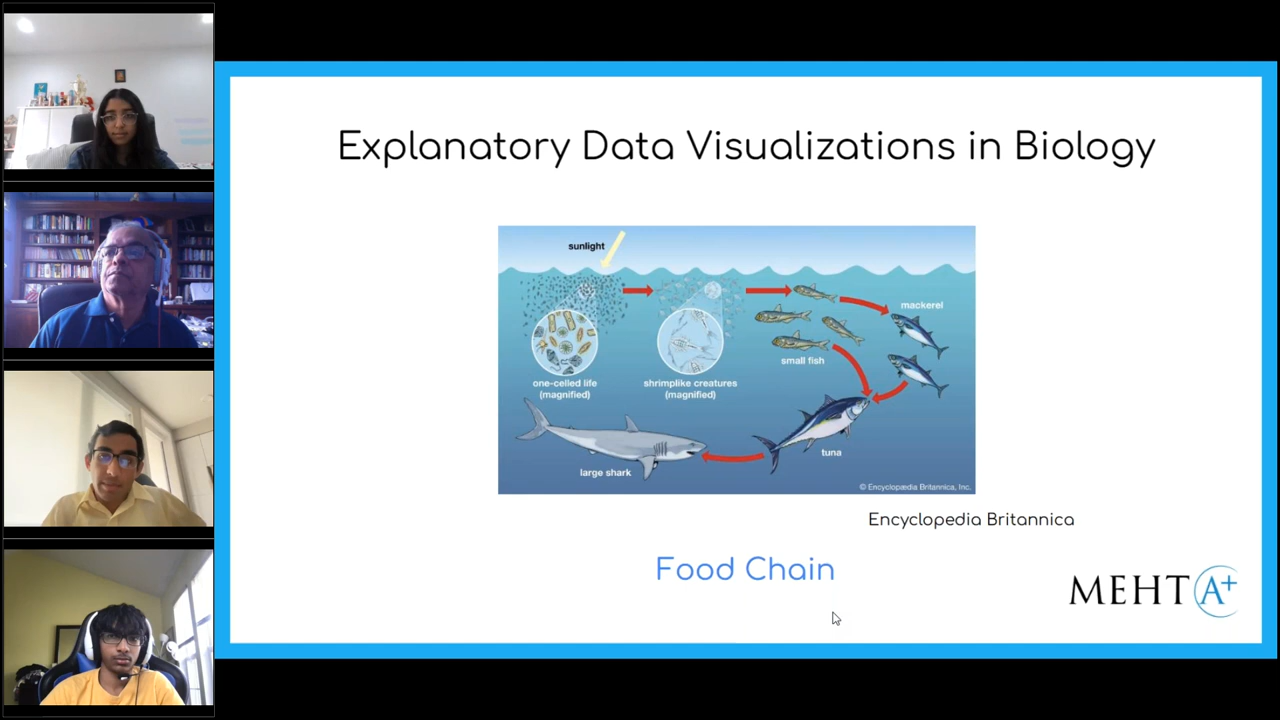 Explanatory Data Visualizations in Biology
sunlight
mackerel
small fish
one-celled life
(magnified)
shrimplike creatures
(magnified)
tuna
large shark
© Encyclopædia Britannica, Inc.
Encyclopedia Britannica
Food Chain
MEHTA+